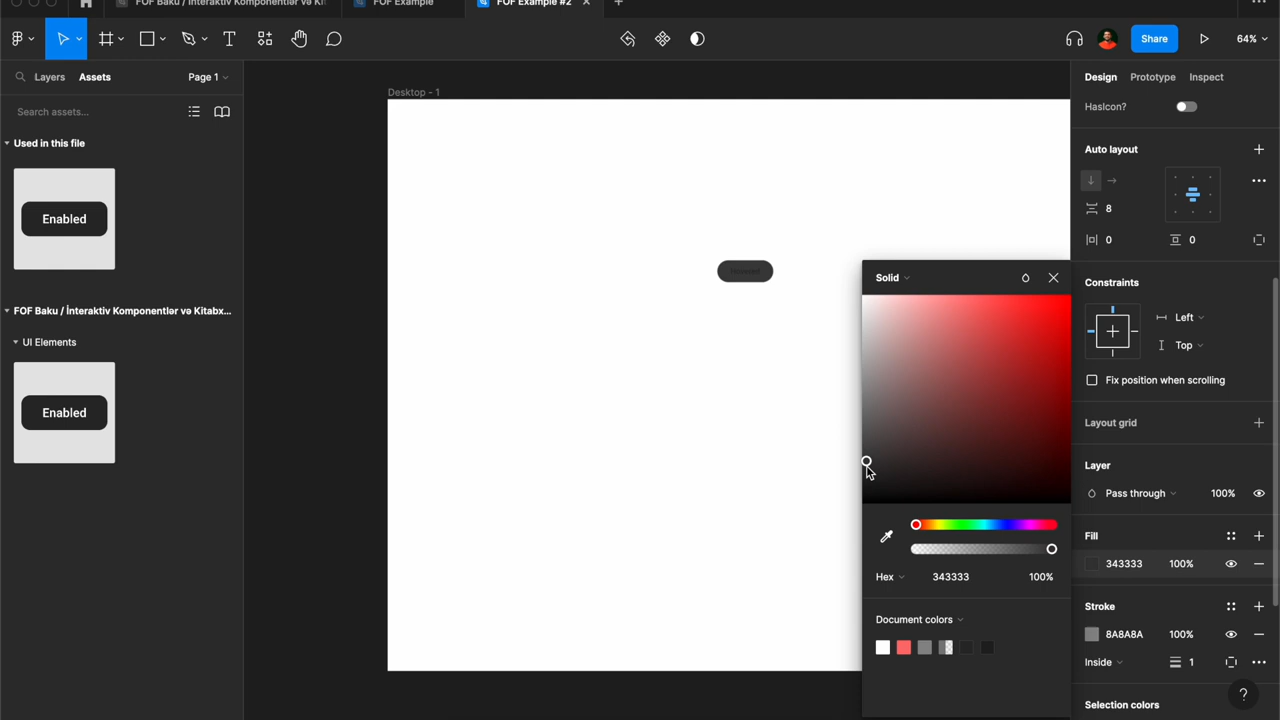 FOF Baku / İnteraktiv Komponentlər və Kit
FOF Example
FOF Example #2
Share
64%
Layers
Assets
Page 1
Search assets...
Used in this file
Enabled
FOF Baku / İnteraktiv Komponentlər və Kitabx...
UI Elements
Enabled
Desktop - 1
Solid
Hex
343333
100%
Document colors
Design
Prototype
Inspect
HasIcon?
Auto layout
8
0
0
Constraints
Left
Top
Fix position when scrolling
Layout grid
Layer
Pass through
100%
Fill
343333
100%
Stroke
8A8A8A
100%
Inside
1
Selection colors
?